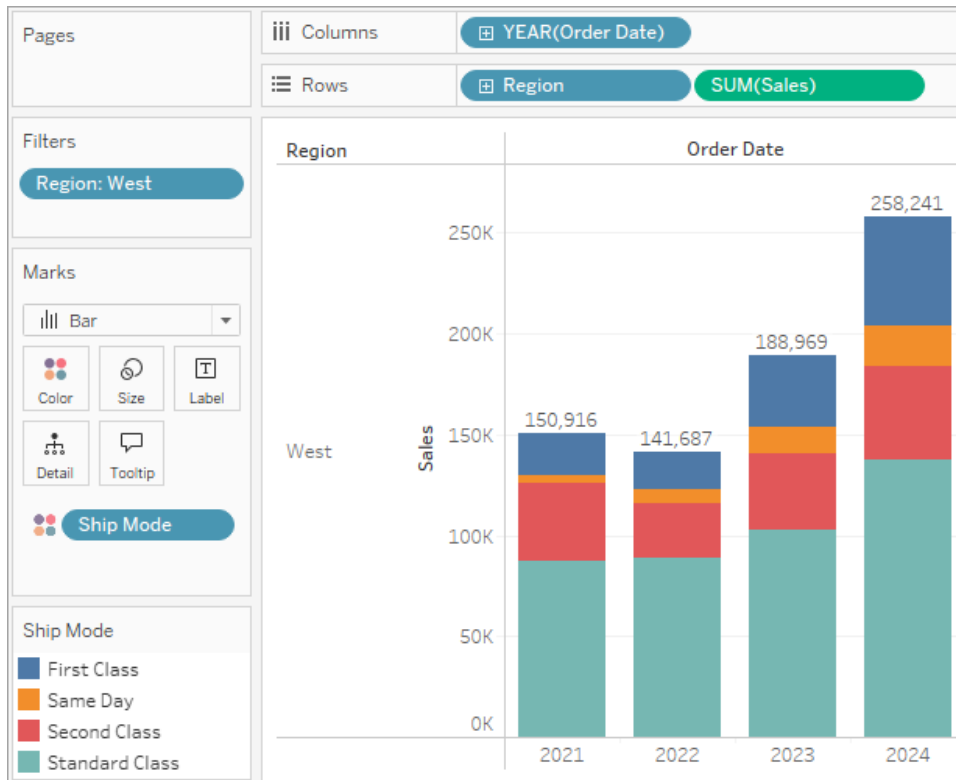 Pages
Columns
YEAR(Order Date)
Rows
Region
SUM(Sales)
Filters
Region: West
Marks
Bar
Color
Size
Label
Detail
Tooltip
Ship Mode
Ship Mode
First Class
Same Day
Second Class
Standard Class
Region
Order Date
West
Sales
250K
200K
150K
100K
50K
0K
150,916
141,687
188,969
258,241
2021
2022
2023
2024